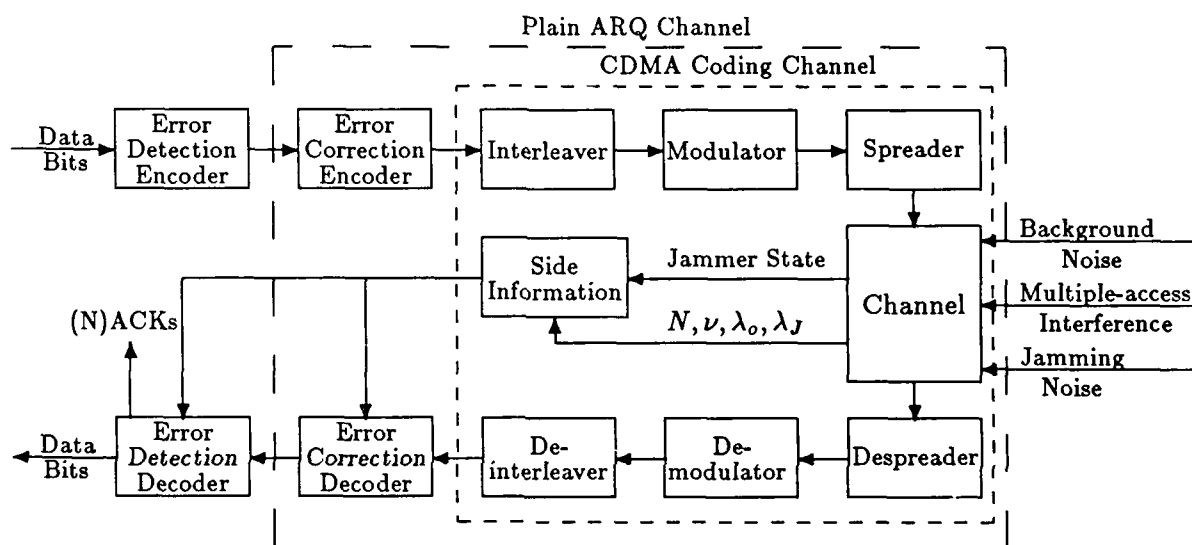 Plain ARQ Channel
CDMA Coding Channel
Data
Bits
Error
Detection
Encoder
Error
Correction
Encoder
Interleaver
Modulator
Spreader
Background
Noise
Multiple-access
Interference
Jamming
Noise
Channel
Jammer State
N, ν, λₒ, λ_J
Side
Information
(N)ACKs
Data
Bits
Error
Detection
Decoder
Error
Correction
Decoder
De-
interleaver
De-
modulator
Despreader